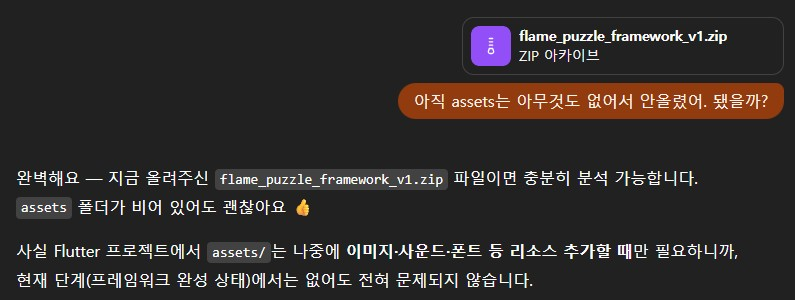 flame_puzzle_framework_v1.zip
ZIP 아카이브
아직 assets는 아무것도 없어서 안올렸어. 됐을까?
완벽해요 — 지금 올려주신 flame_puzzle_framework_v1.zip 파일이면 충분히 분석 가능합니다.
assets 폴더가 비어 있어도 괜찮아요 👍
사실 Flutter 프로젝트에서 assets/는 나중에 이미지·사운드·폰트 등 리소스 추가할 때만 필요하니까,
현재 단계(프레임워크 완성 상태)에서는 없어도 전혀 문제되지 않습니다.